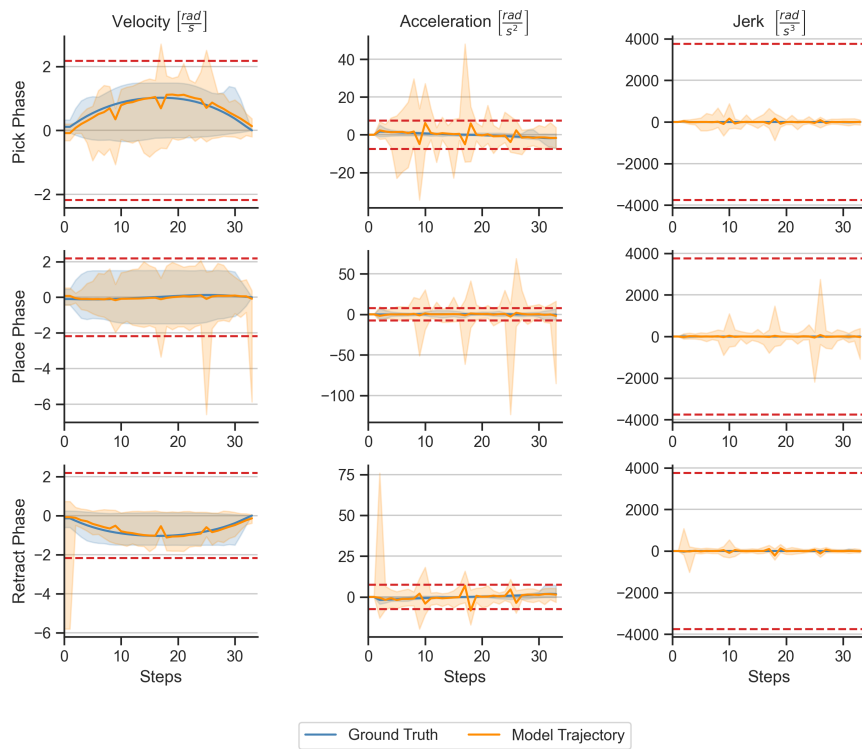 Velocity [rad/s]
Acceleration [rad/s²]
Jerk [rad/s³]
Pick Phase
2
0
−2
0 10 20 30
40
20
0
−20
0 10 20 30
4000
2000
0
−2000
−4000
0 10 20 30
Place Phase
2
0
−2
−4
−6
0 10 20 30
50
0
−50
−100
0 10 20 30
4000
2000
0
−2000
−4000
0 10 20 30
Retract Phase
2
0
−2
−4
−6
0 10 20 30
Steps
75
50
25
0
0 10 20 30
Steps
4000
2000
0
−2000
−4000
0 10 20 30
Steps
Ground Truth
Model Trajectory